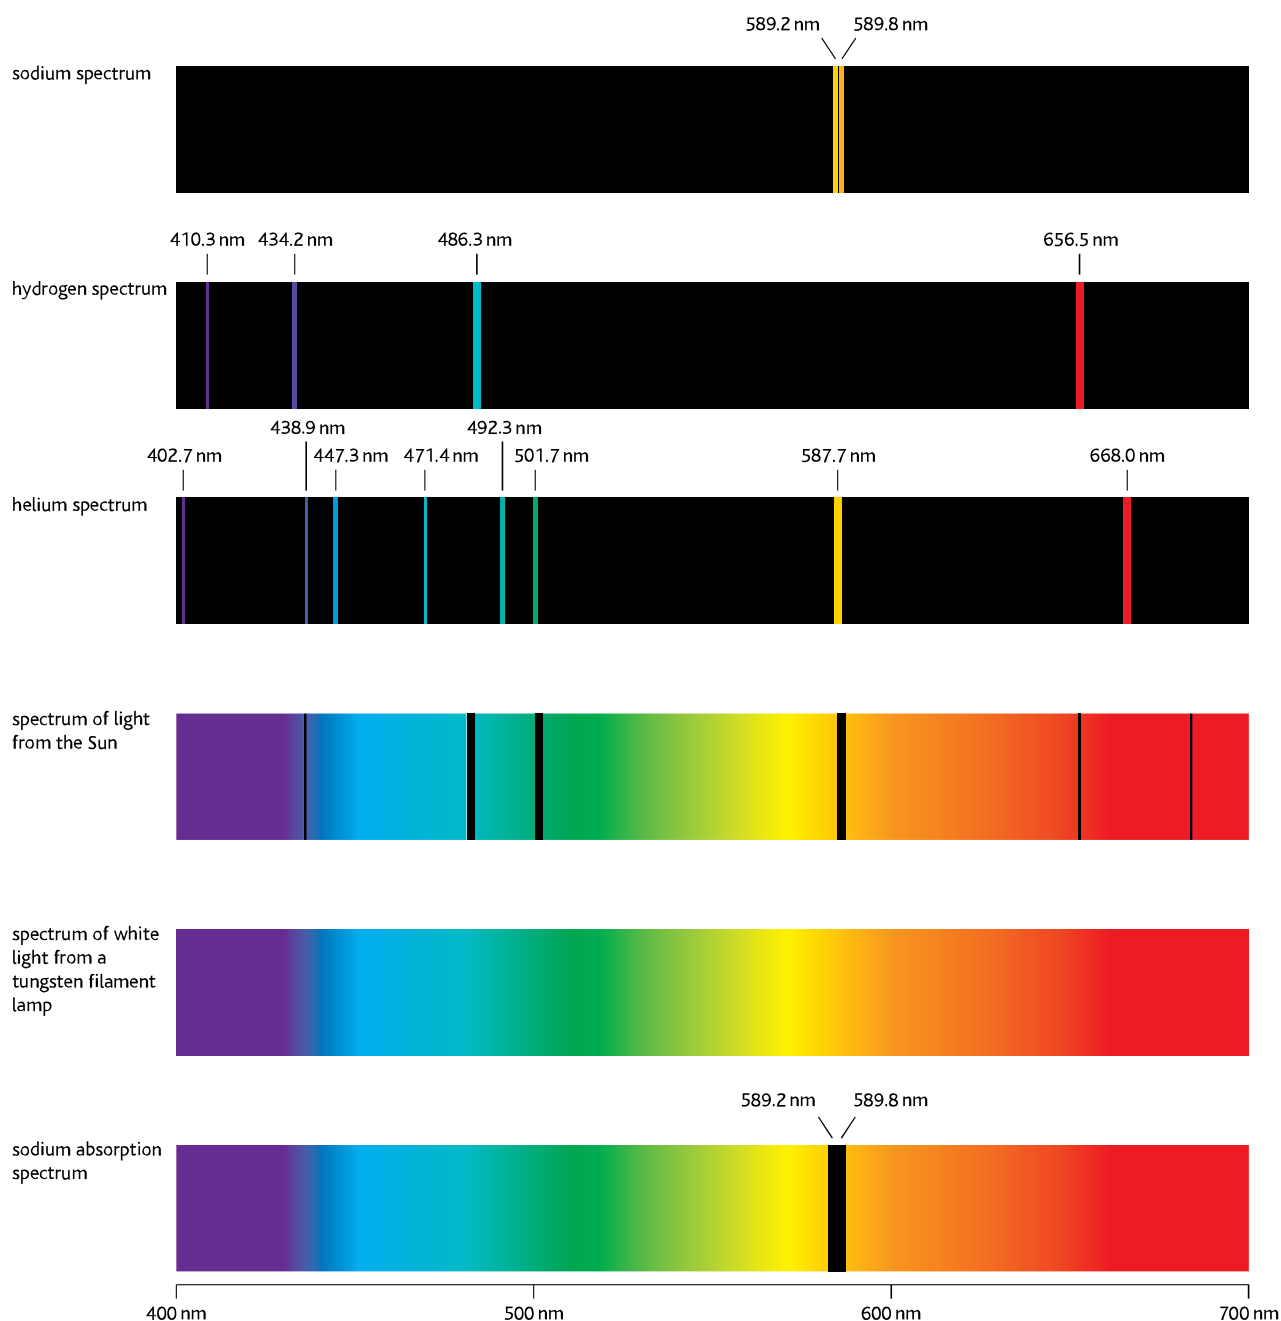 589.2 nm 589.8 nm
sodium spectrum
410.3 nm 434.2 nm 486.3 nm 656.5 nm
hydrogen spectrum
438.9 nm 492.3 nm
402.7 nm 447.3 nm 471.4 nm 501.7 nm 587.7 nm 668.0 nm
helium spectrum
spectrum of light
from the Sun
spectrum of white
light from a
tungsten filament
lamp
589.2 nm 589.8 nm
sodium absorption
spectrum
400 nm 500 nm 600 nm 700 nm